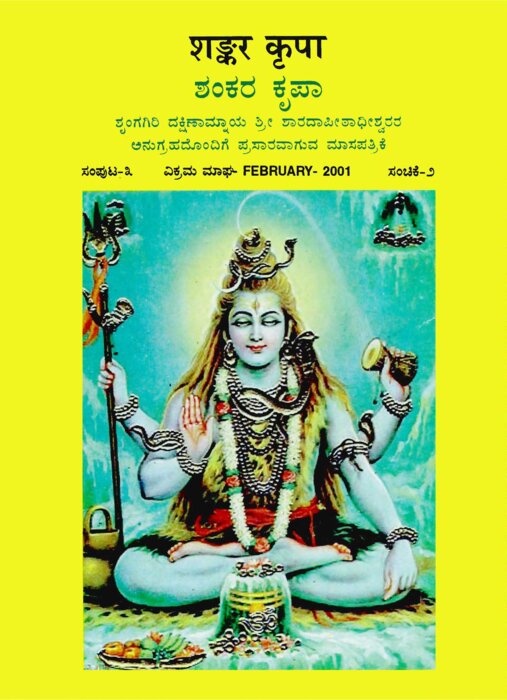 शङ्कर कृपा
ಶಂಕರ ಕೃಪಾ
ಶೃಂಗಗಿರಿ ದಕ್ಷಿಣಾಮ್ನಾಯ ಶ್ರೀ ಶಾರದಾಪೀಠಾಧೀಶ್ವರರ
ಅನುಗ್ರಹದೊಂದಿಗೆ ಪ್ರಸಾರವಾಗುವ ಮಾಸಪತ್ರಿಕೆ
ಸಂಪುಟ-೩ ವಿಕ್ರಮ ಮಾಘ- FEBRUARY- 2001 ಸಂಚಿಕೆ-೨